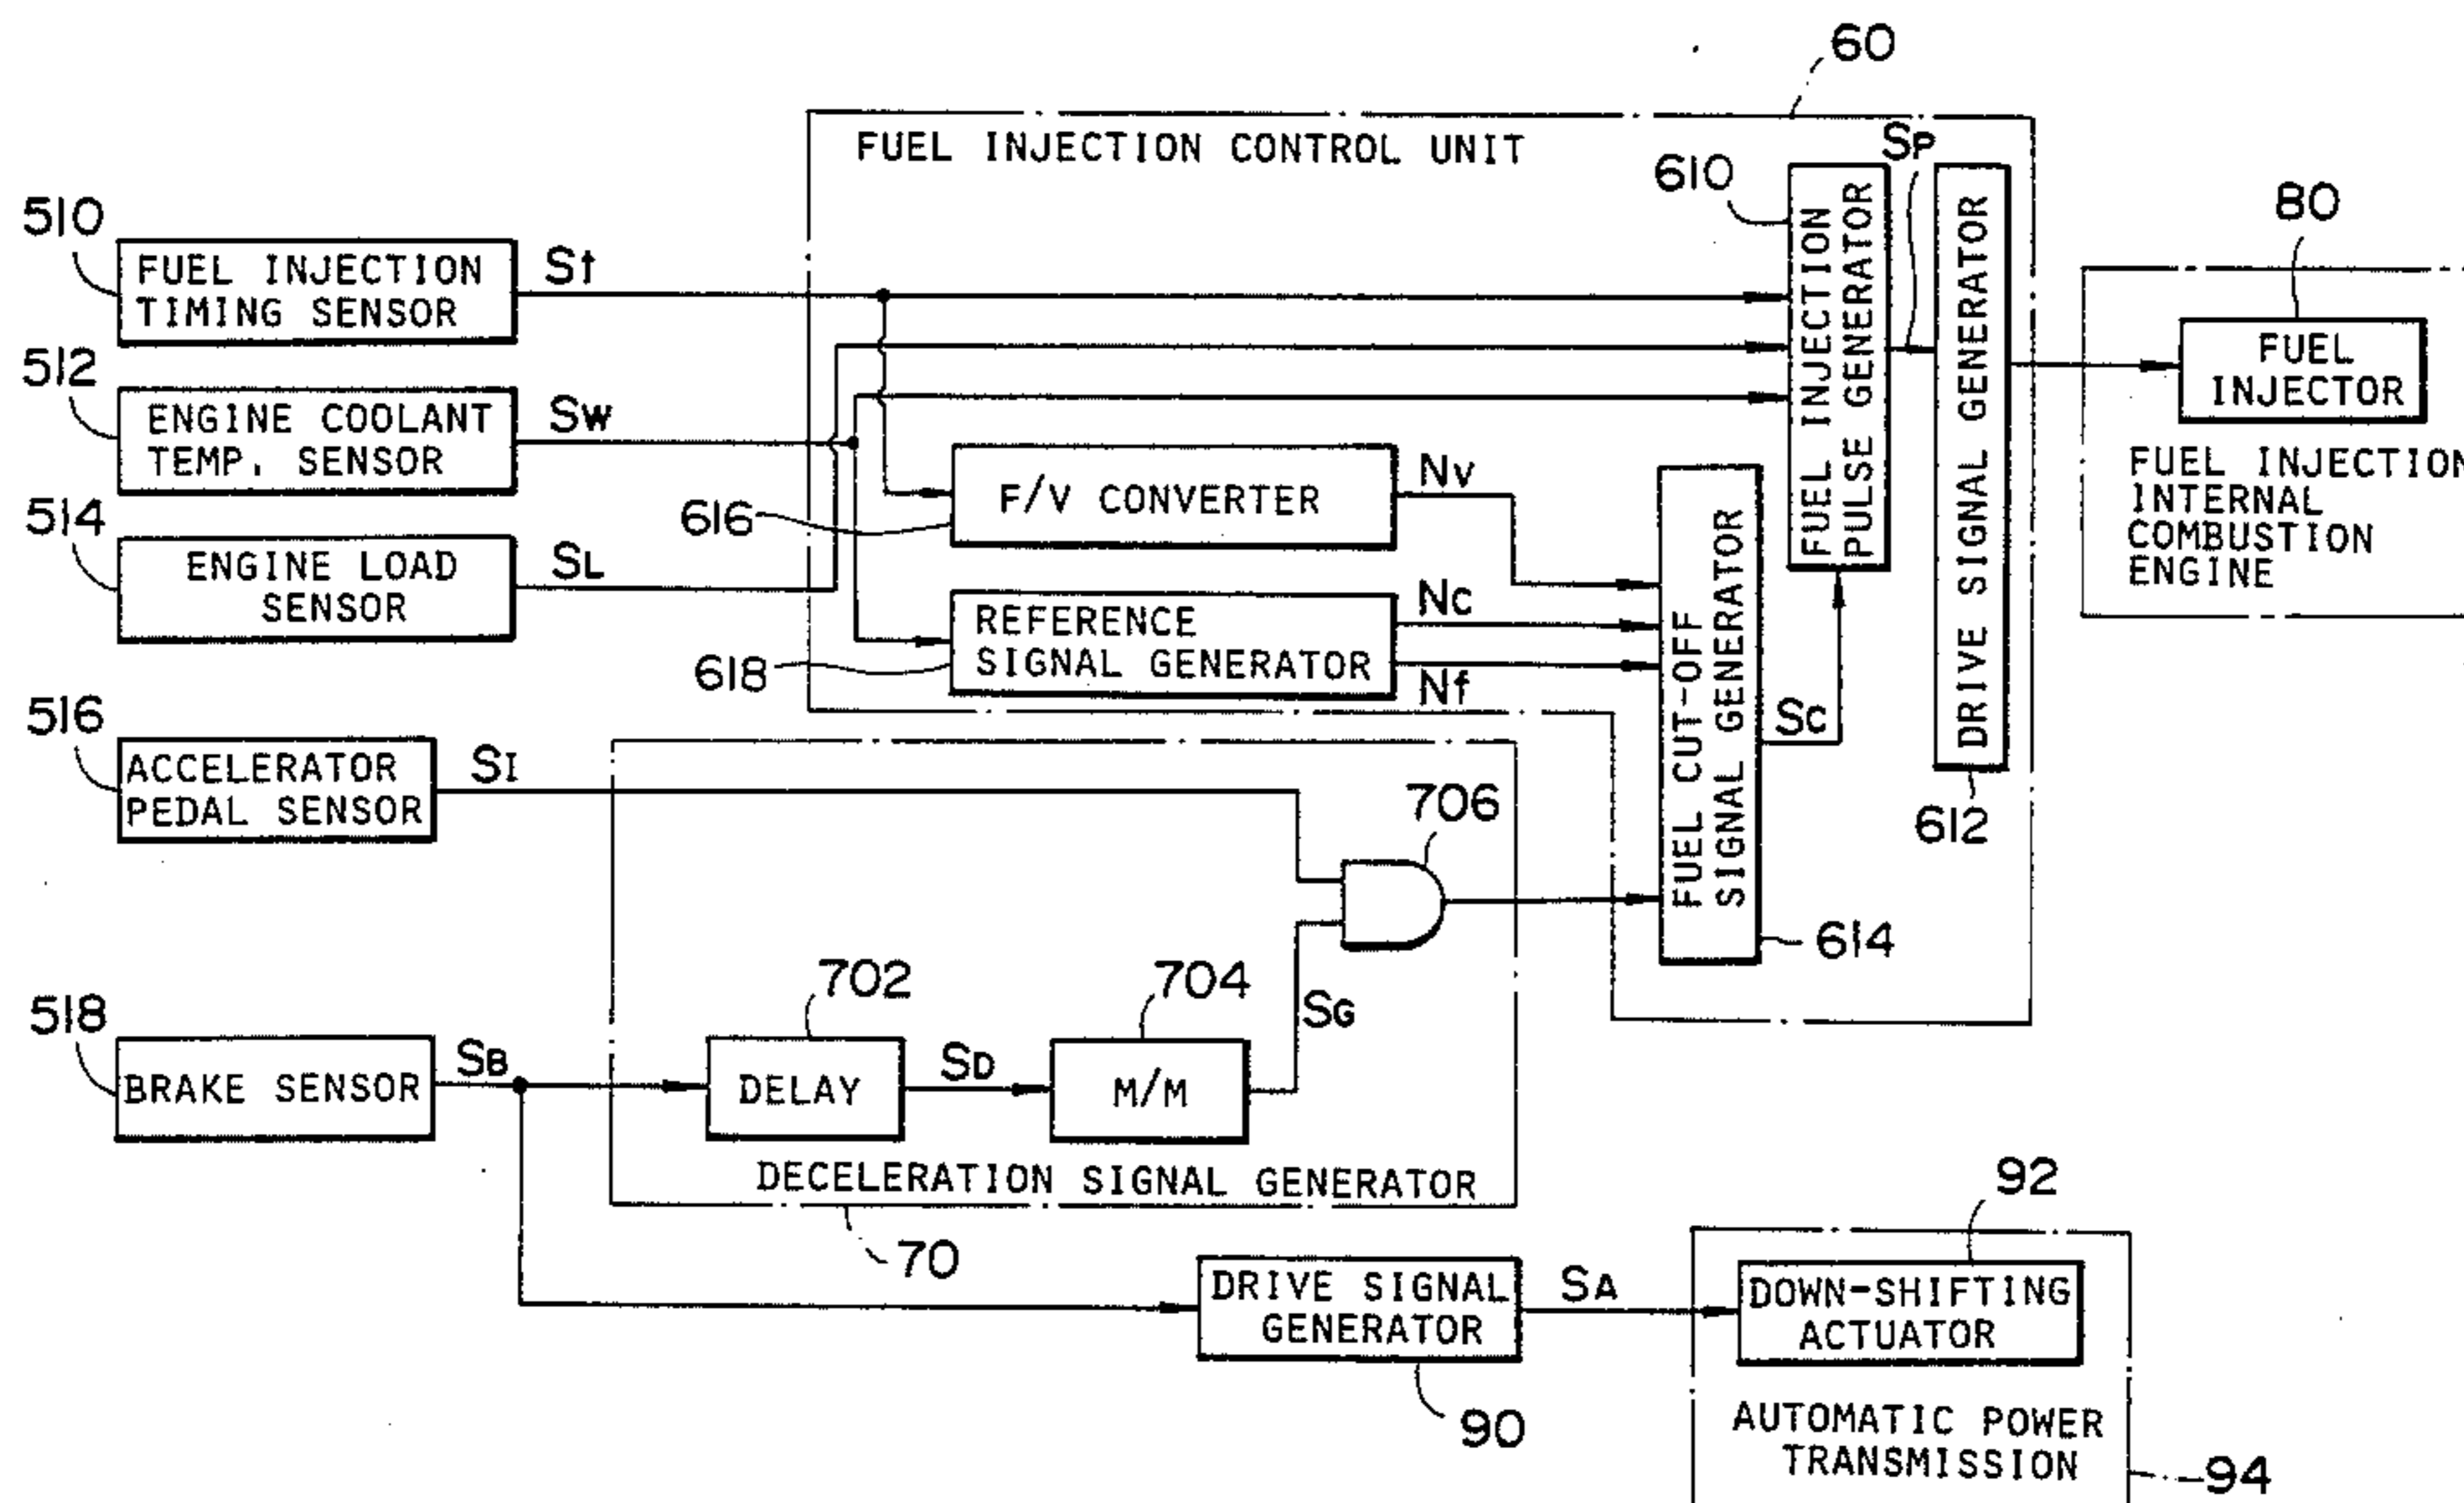 60
FUEL INJECTION CONTROL UNIT
SP
610
FUEL INJECTION
PULSE GENERATOR
DRIVE SIGNAL GENERATOR
612
80
FUEL
INJECTOR
FUEL INJECTION
INTERNAL
COMBUSTION
ENGINE
510
FUEL INJECTION
TIMING SENSOR
St
512
ENGINE COOLANT
TEMP. SENSOR
SW
514
ENGINE LOAD
SENSOR
SL
616
F/V CONVERTER
NV
618
REFERENCE
SIGNAL GENERATOR
NC
Nf
FUEL CUT-OFF
SIGNAL GENERATOR
SC
614
516
ACCELERATOR
PEDAL SENSOR
SI
706
518
BRAKE SENSOR
SB
702
DELAY
SD
704
M/M
SG
DECELERATION SIGNAL GENERATOR
70
DRIVE SIGNAL
GENERATOR
90
SA
92
DOWN-SHIFTING
ACTUATOR
AUTOMATIC POWER
TRANSMISSION
94